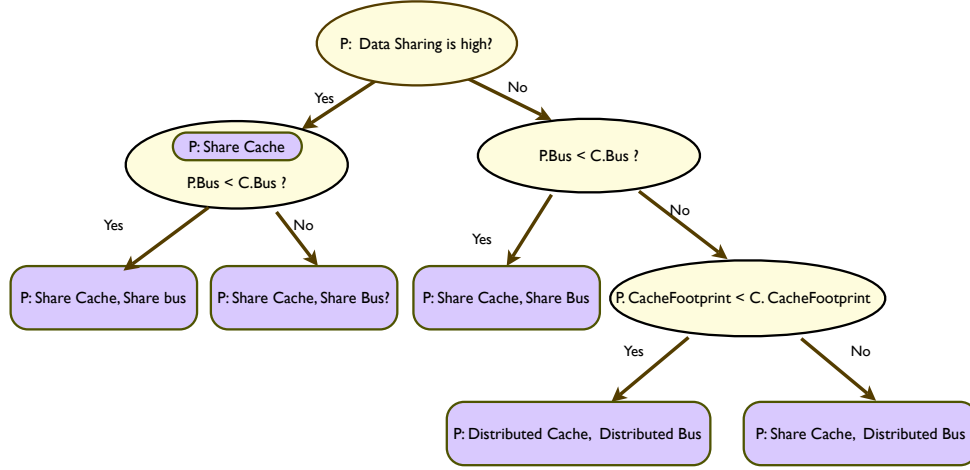 P: Data Sharing is high?
Yes
No
P: Share Cache
P.Bus < C.Bus ?
P.Bus < C.Bus ?
Yes
No
Yes
No
P: Share Cache, Share bus
P: Share Cache, Share Bus?
P: Share Cache, Share Bus
P. CacheFootprint < C. CacheFootprint
Yes
No
P: Distributed Cache, Distributed Bus
P: Share Cache, Distributed Bus